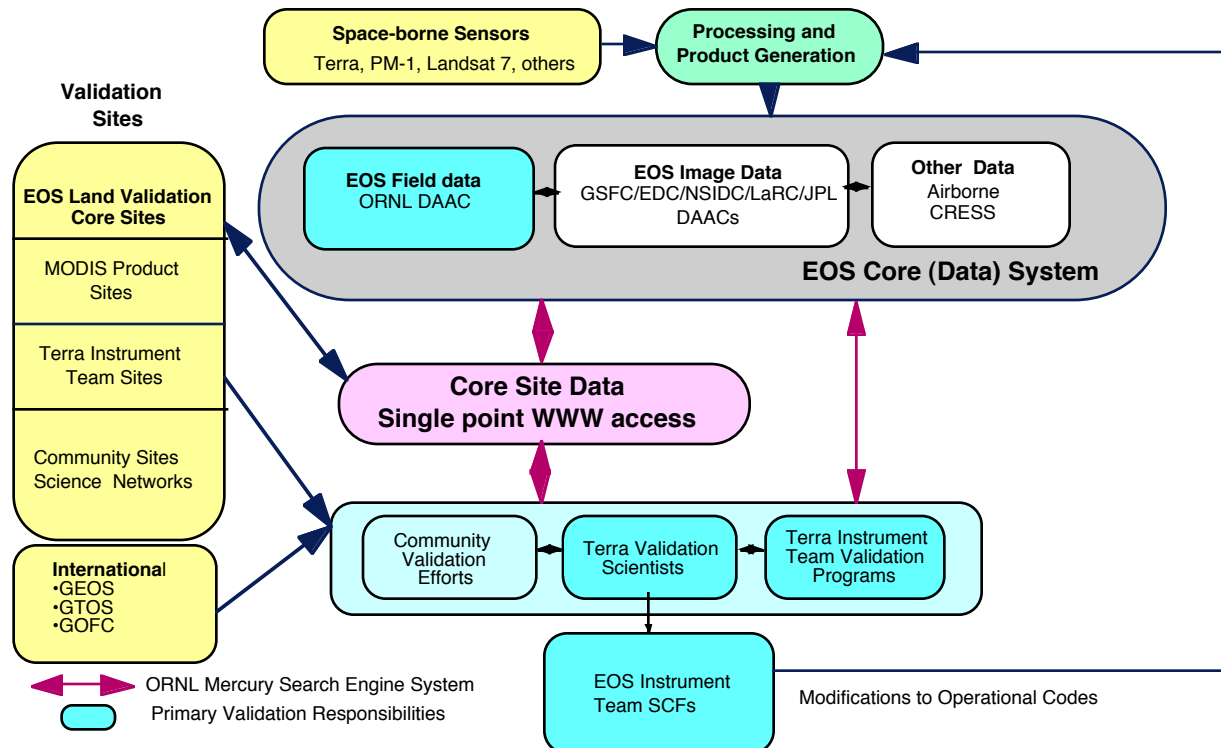 Space-borne Sensors
Terra, PM-1, Landsat 7, others
Processing and
Product Generation
Validation
Sites
EOS Land Validation
Core Sites
MODIS Product
Sites
Terra Instrument
Team Sites
Community Sites
Science Networks
International
•GEOS
•GTOS
•GOFC
EOS Field data
ORNL DAAC
EOS Image Data
GSFC/EDC/NSIDC/LaRC/JPL
DAACs
Other Data
Airborne
CRESS
EOS Core (Data) System
Core Site Data
Single point WWW access
Community
Validation
Efforts
Terra Validation
Scientists
Terra Instrument
Team Validation
Programs
EOS Instrument
Team SCFs
Modifications to Operational Codes
ORNL Mercury Search Engine System
Primary Validation Responsibilities